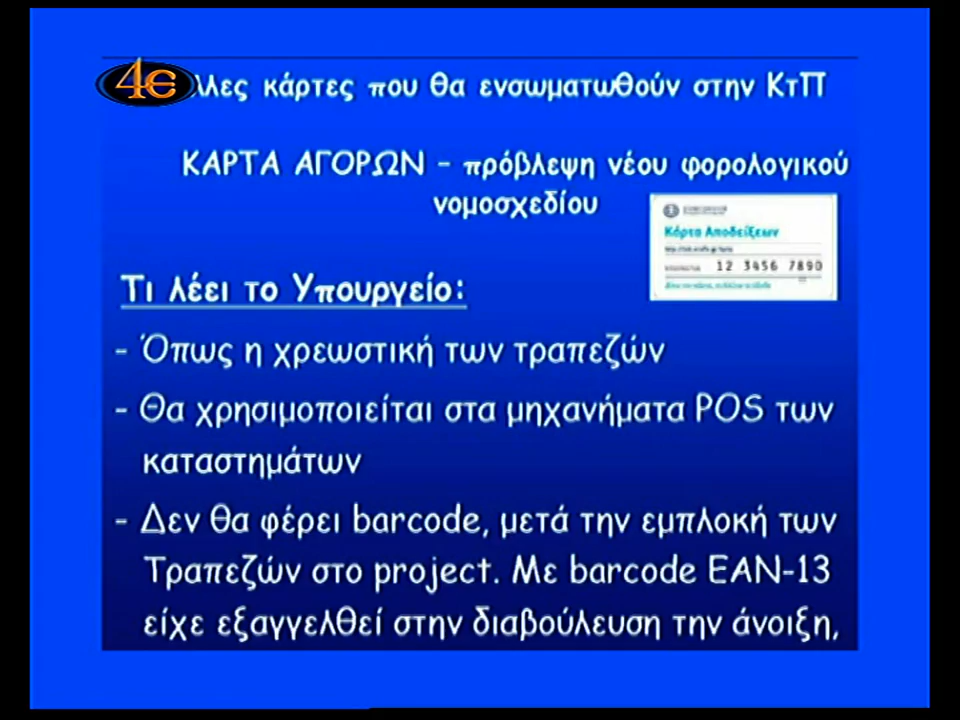 4ε
λλες κάρτες που θα ενσωματωθούν στην ΚτΠ
ΚΑΡΤΑ ΑΓΟΡΩΝ – πρόβλεψη νέου φορολογικού
νομοσχεδίου
Κάρτα Αποδείξεων
12 3456 7890
Τι λέει το Υπουργείο:
- Όπως η χρεωστική των τραπεζών
- Θα χρησιμοποιείται στα μηχανήματα POS των
καταστημάτων
- Δεν θα φέρει barcode, μετά την εμπλοκή των
Τραπεζών στο project. Με barcode EAN-13
είχε εξαγγελθεί στην διαβούλευση την άνοιξη,